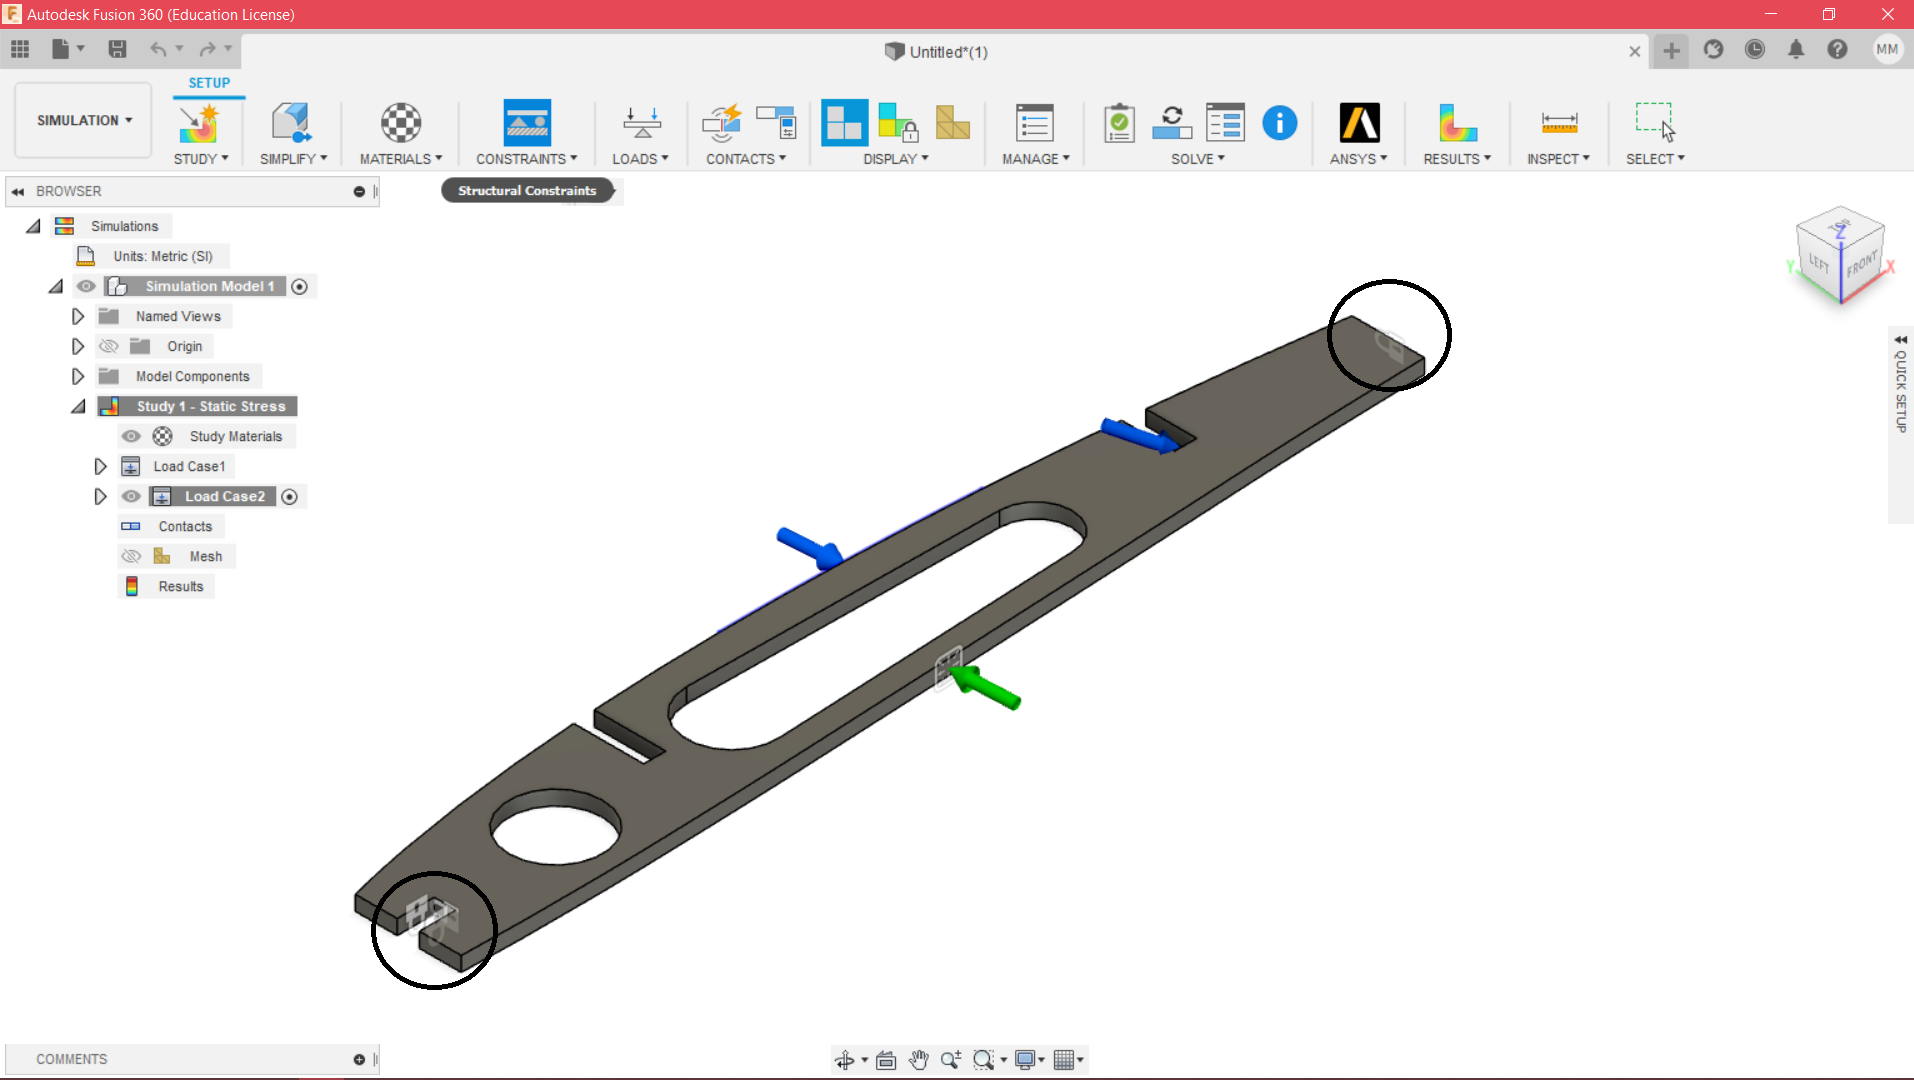 Autodesk Fusion 360 (Education License)
Untitled*(1)
MM
SETUP
SIMULATION
STUDY
SIMPLIFY
MATERIALS
CONSTRAINTS
LOADS
CONTACTS
DISPLAY
MANAGE
SOLVE
ANSYS
RESULTS
INSPECT
SELECT
BROWSER
Structural Constraints
Simulations
Units: Metric (SI)
Simulation Model 1
Named Views
Origin
Model Components
Study 1 - Static Stress
Study Materials
Load Case1
Load Case2
Contacts
Mesh
Results
TOP
Z
LEFT
FRONT
Y
X
QUICK SETUP
COMMENTS